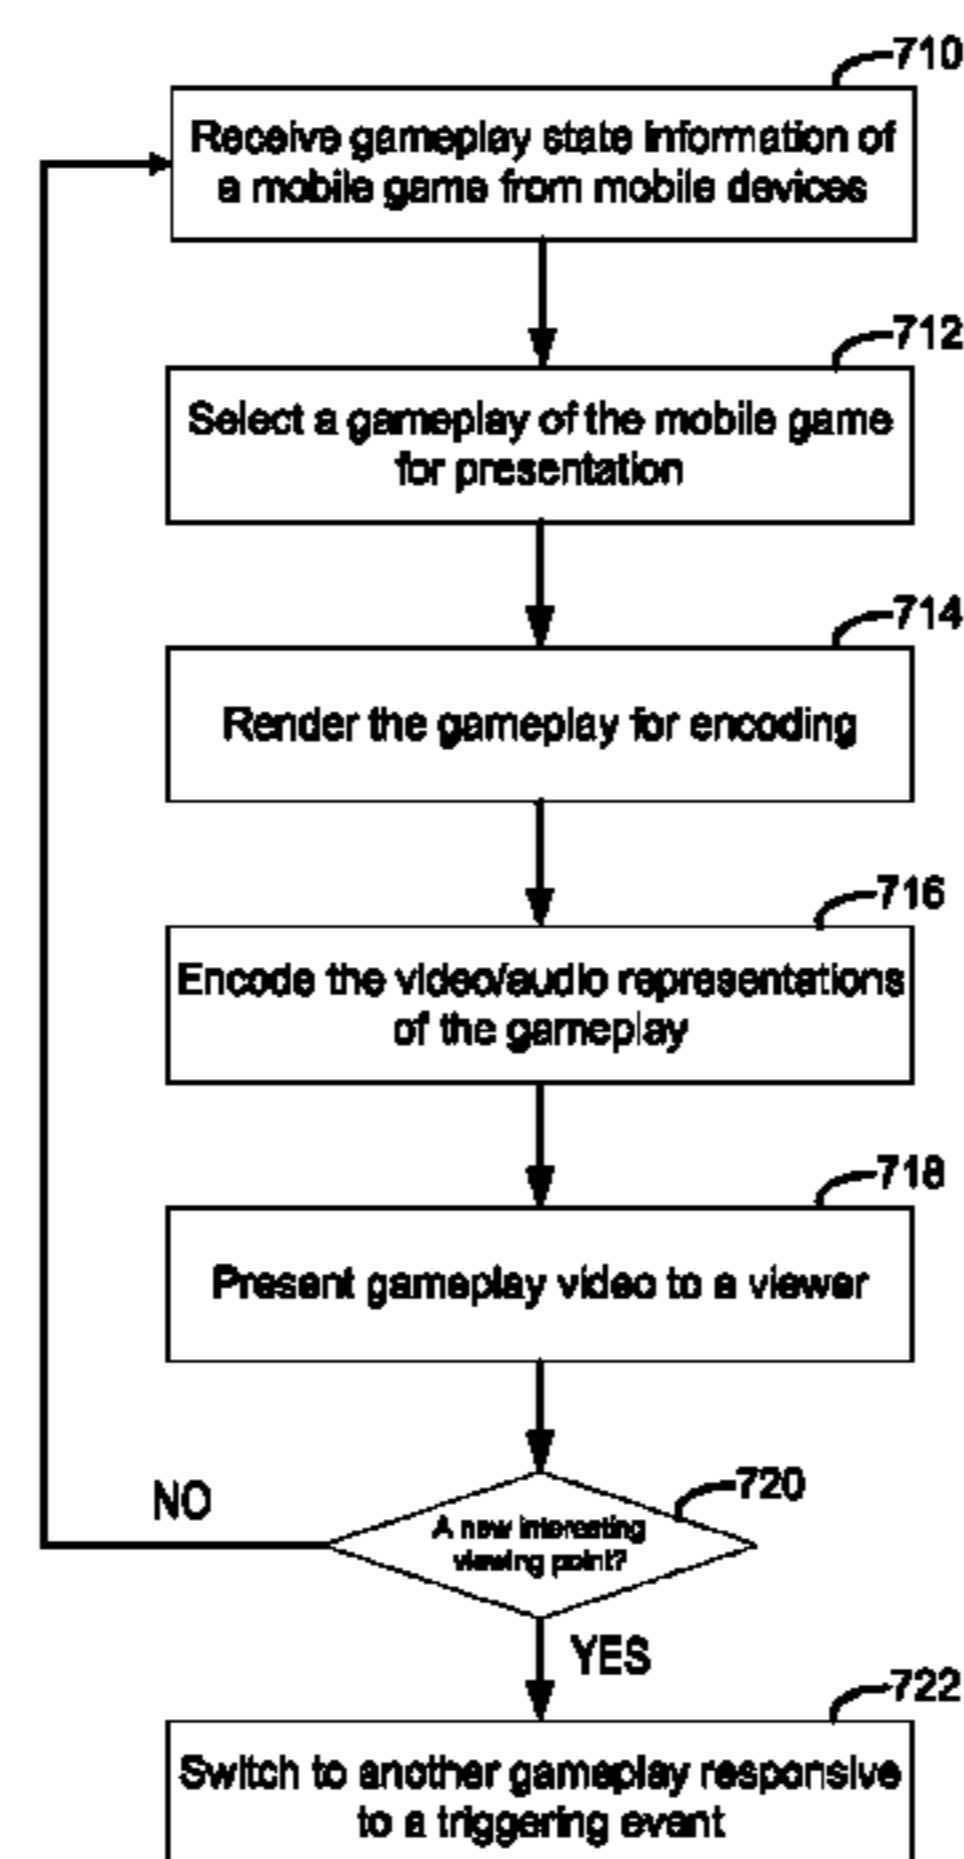 710
Receive gameplay state information of
a mobile game from mobile devices
712
Select a gameplay of the mobile game
for presentation
714
Render the gameplay for encoding
716
Encode the video/audio representations
of the gameplay
718
Present gameplay video to a viewer
720
A new interesting
viewing point?
NO
YES
722
Switch to another gameplay responsive
to a triggering event